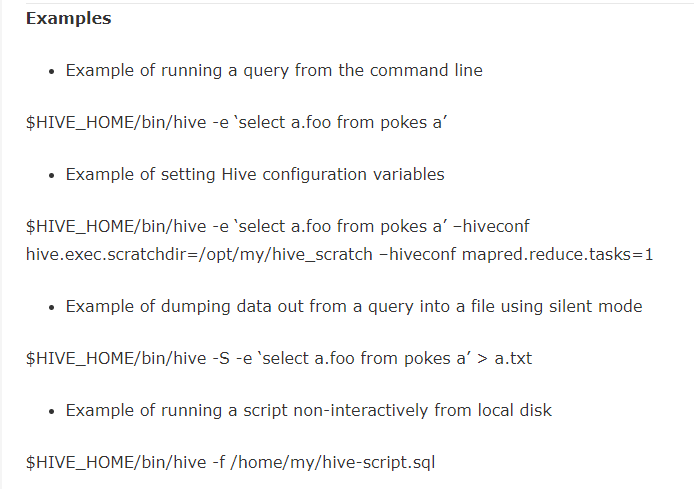 Examples
• Example of running a query from the command line
$HIVE_HOME/bin/hive -e ‘select a.foo from pokes a’
• Example of setting Hive configuration variables
$HIVE_HOME/bin/hive -e ‘select a.foo from pokes a’ –hiveconf
hive.exec.scratchdir=/opt/my/hive_scratch –hiveconf mapred.reduce.tasks=1
• Example of dumping data out from a query into a file using silent mode
$HIVE_HOME/bin/hive -S -e ‘select a.foo from pokes a’ > a.txt
• Example of running a script non-interactively from local disk
$HIVE_HOME/bin/hive -f /home/my/hive-script.sql